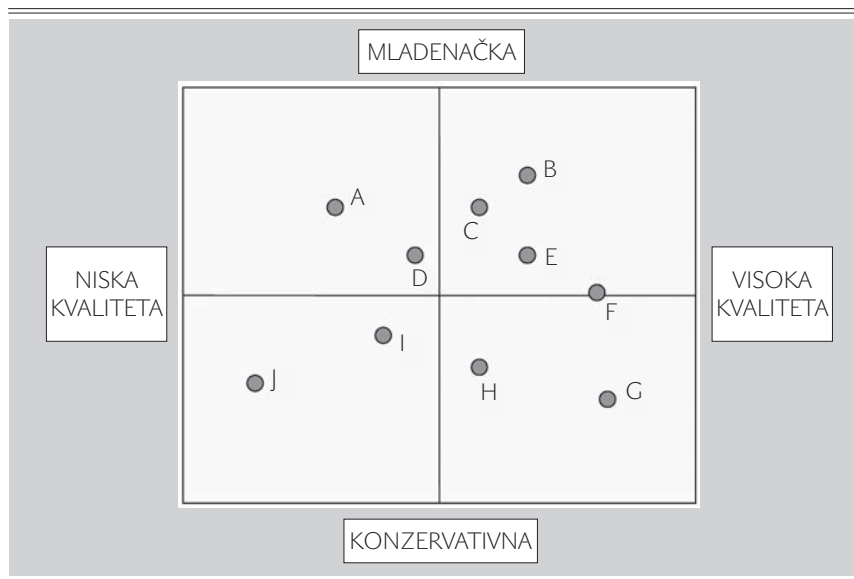 MLADENAČKA
A
B
C
D
E
NISKA
KVALITETA
VISOKA
KVALITETA
F
I
J
H
G
KONZERVATIVNA